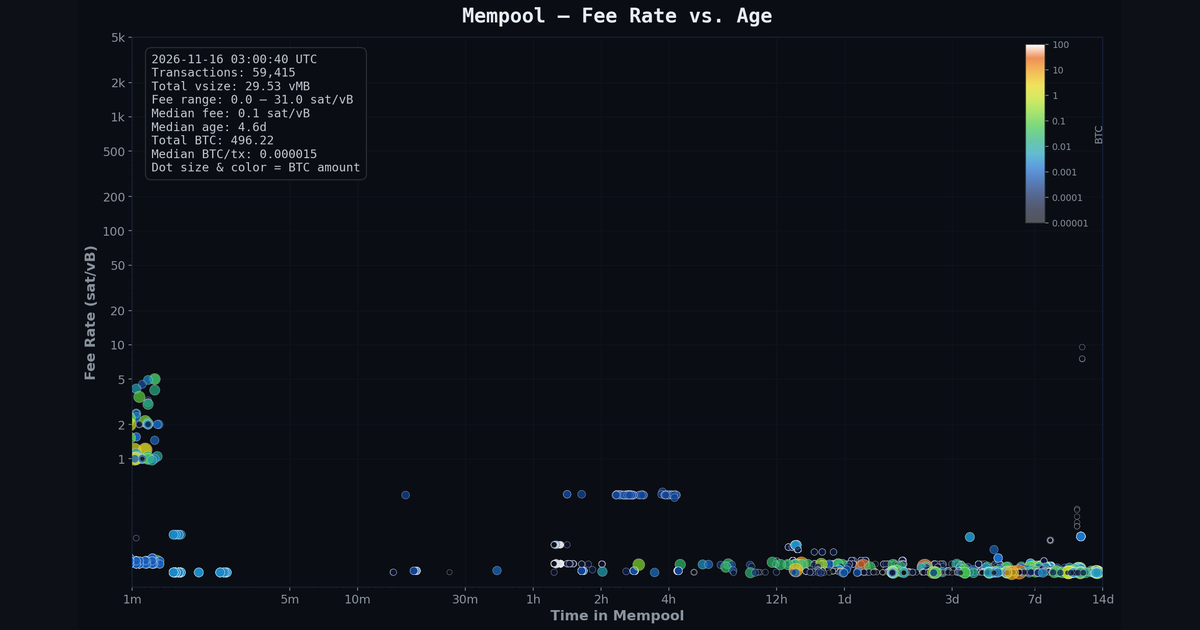 Mempool — Fee Rate vs. Age
2026-11-16 03:00:40 UTC
Transactions: 59,415
Total vsize: 29.53 vMB
Fee range: 0.0 — 31.0 sat/vB
Median fee: 0.1 sat/vB
Median age: 4.6d
Total BTC: 496.22
Median BTC/tx: 0.000015
Dot size & color = BTC amount
100
10
1
0.1
0.01
0.001
0.0001
0.00001
BTC
Fee Rate (sat/vB)
5k
2k
1k
500
200
100
50
20
10
5
2
1
1m
5m
10m
30m
1h
2h
4h
12h
1d
3d
7d
14d
Time in Mempool